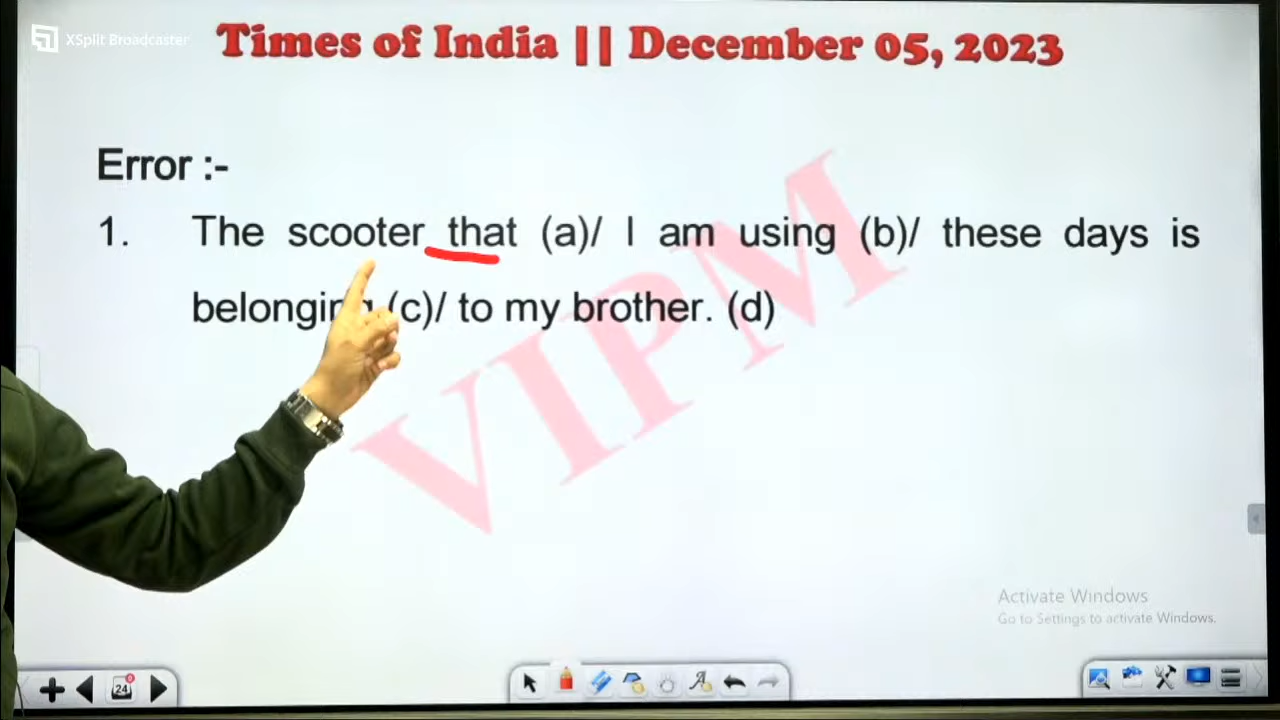 XSplit Broadcaster
Times of India || December 05, 2023
Error :-
1. The scooter that (a)/ I am using (b)/ these days is
belonging (c)/ to my brother. (d)
VIPM
Activate Windows
Go to Settings to activate Windows.
24